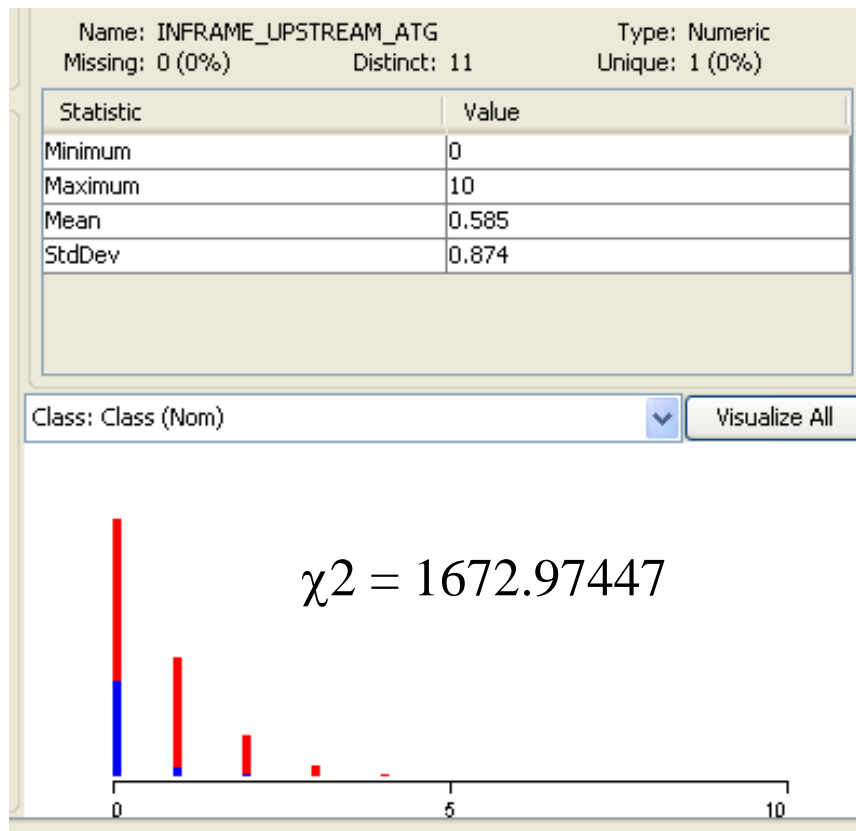 Name: INFRAME_UPSTREAM_ATG Type: Numeric
Missing: 0 (0%) Distinct: 11 Unique: 1 (0%)
Statistic Value
Minimum 0
Maximum 10
Mean 0.585
StdDev 0.874
Class: Class (Nom) Visualize All
χ2 = 1672.97447
0 5 10